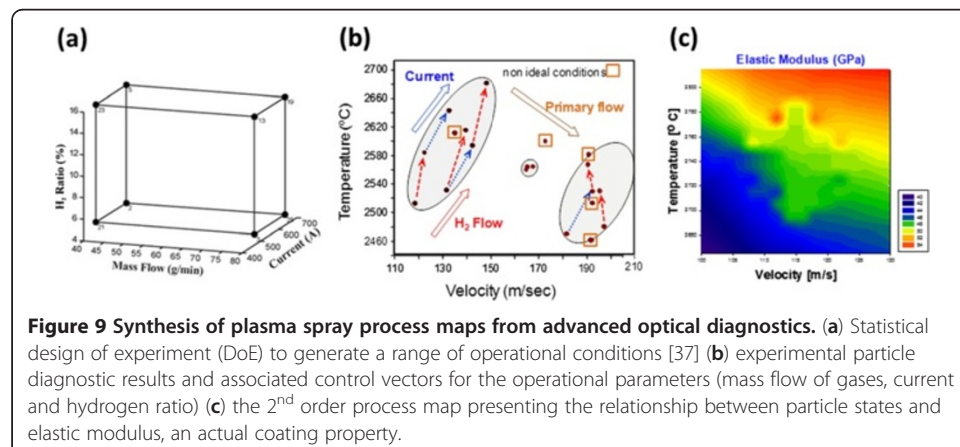 (a)
(b)
(c)
16
14
12
10
8
6
4
H₂ Ratio (%)
40 45 50 55 60 65 70 75 80
Mass Flow (g/min)
400 500 600 700
Current (A)
23
19
13
21
2
2700
2660
2620
2580
2540
2500
2460
Temperature (°C)
Current
non ideal conditions
Primary flow
H₂ Flow
110 130 150 170 190 210
Velocity (m/sec)
Elastic Modulus (GPa)
Temperature [°C]
Velocity [m/s]
Figure 9 Synthesis of plasma spray process maps from advanced optical diagnostics. (a) Statistical
design of experiment (DoE) to generate a range of operational conditions [37] (b) experimental particle
diagnostic results and associated control vectors for the operational parameters (mass flow of gases, current
and hydrogen ratio) (c) the 2nd order process map presenting the relationship between particle states and
elastic modulus, an actual coating property.